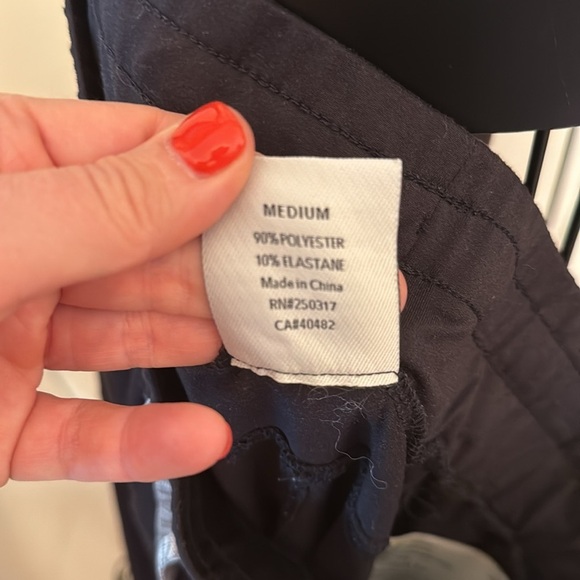 MEDIUM
90% POLYESTER
10% ELASTANE
Made in China
RN#250317
CA#40482